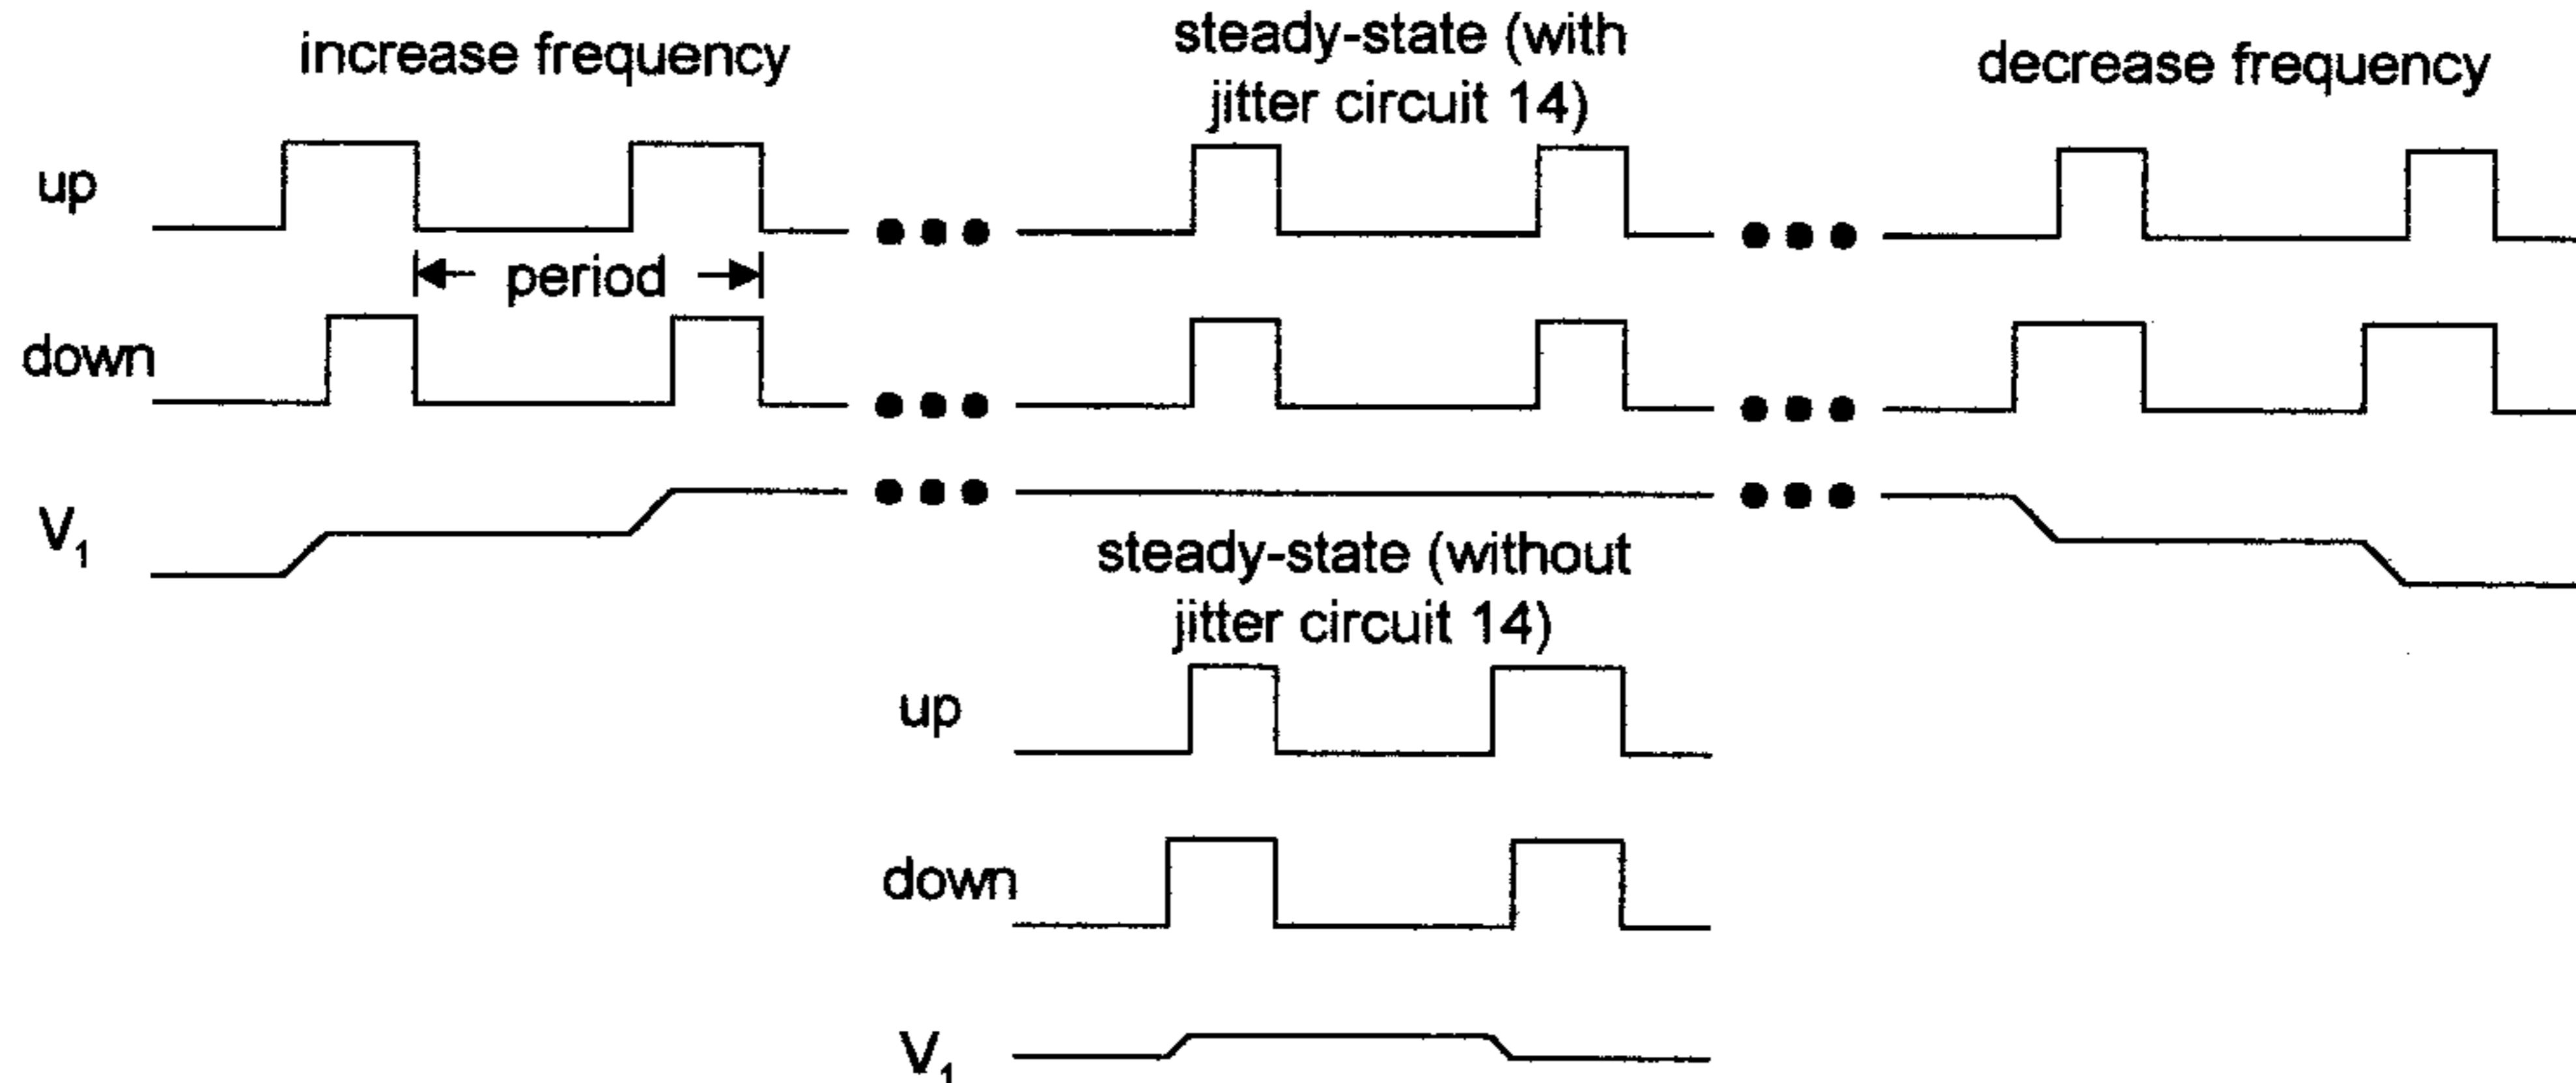 increase frequency
steady-state (with
jitter circuit 14)
decrease frequency
up
period
down
V1
steady-state (without
jitter circuit 14)
up
down
V1